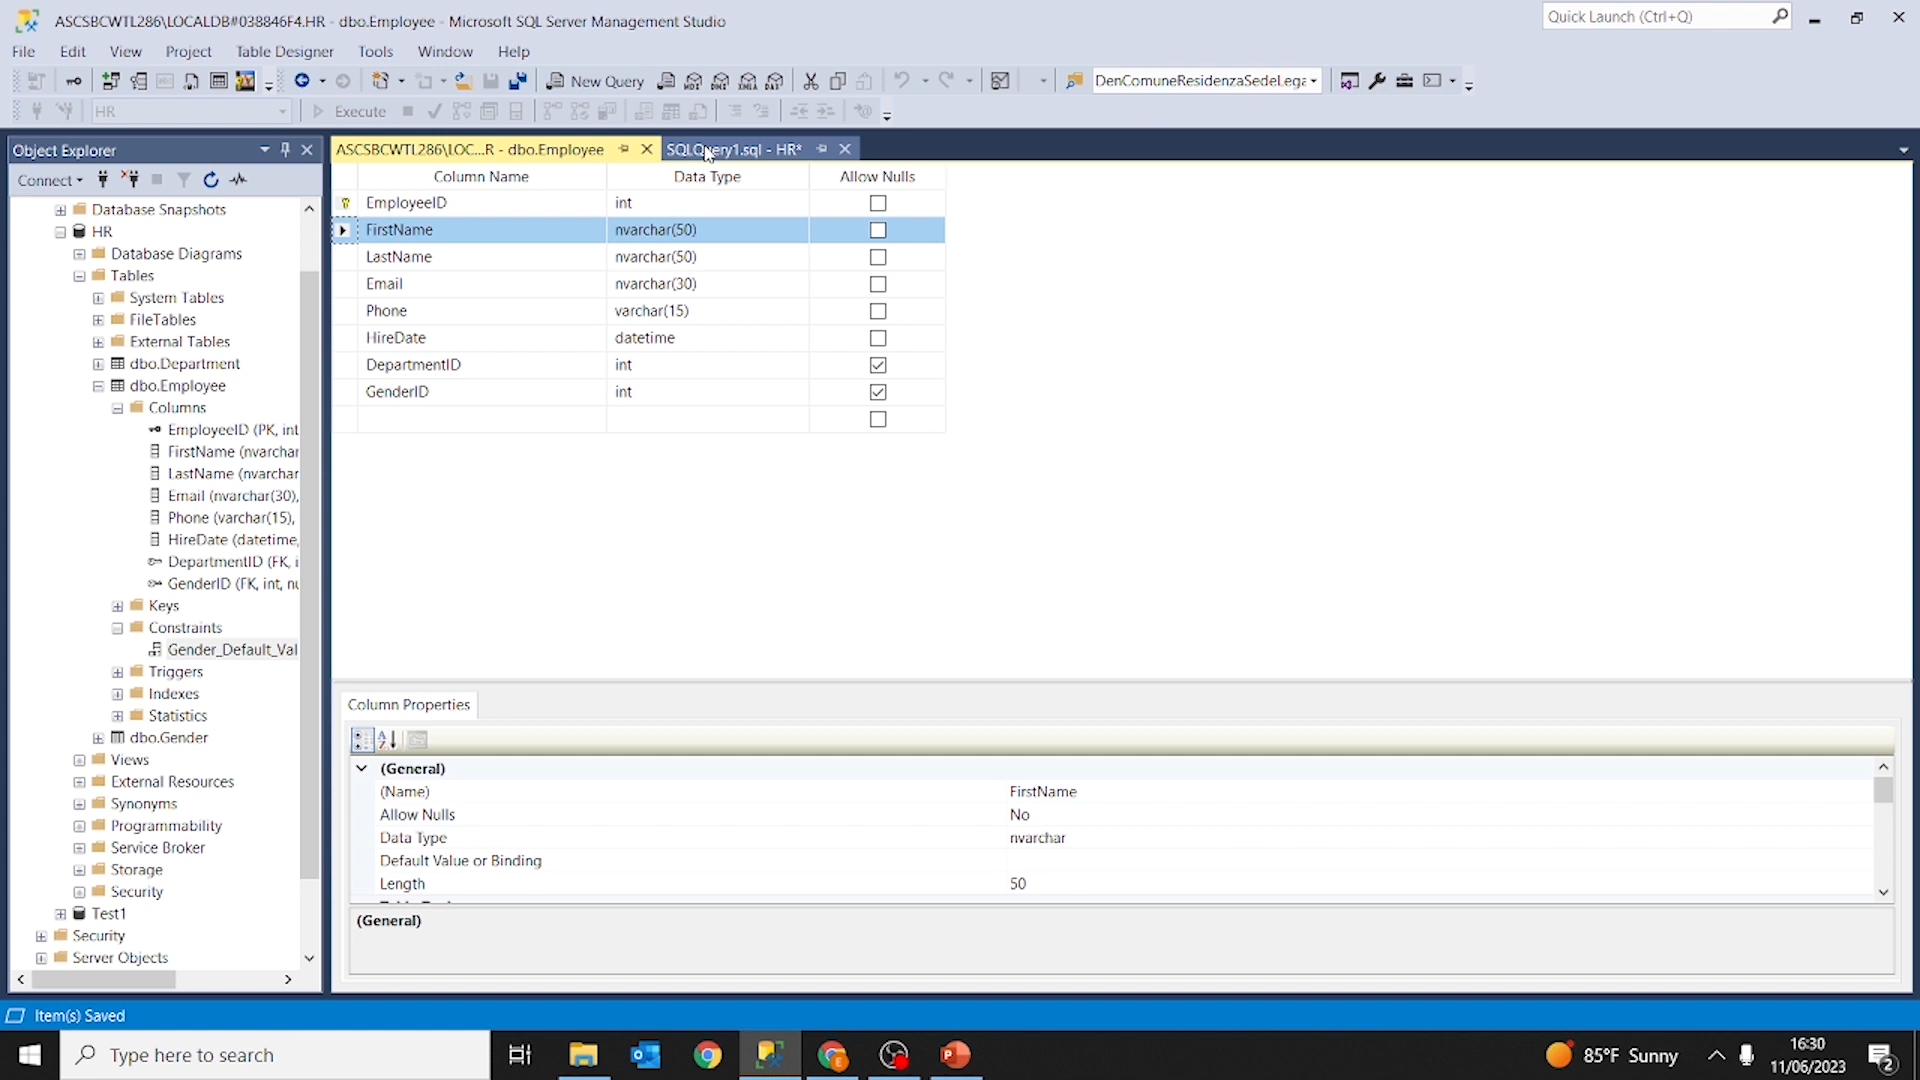 ASCSBCWTL286\LOCALDB#038846F4.HR - dbo.Employee - Microsoft SQL Server Management Studio
Quick Launch (Ctrl+Q)
File Edit View Project Table Designer Tools Window Help
New Query
DenComuneResidenzaSedeLega
HR
Execute
Object Explorer
ASCSBCWTL286\LOC...R - dbo.Employee
SQLQuery1.sql - HR*
Connect
Column Name Data Type Allow Nulls
EmployeeID int
FirstName nvarchar(50)
LastName nvarchar(50)
Email nvarchar(30)
Phone varchar(15)
HireDate datetime
DepartmentID int
GenderID int
Database Snapshots
HR
Database Diagrams
Tables
System Tables
FileTables
External Tables
dbo.Department
dbo.Employee
Columns
EmployeeID (PK, int
FirstName (nvarchar
LastName (nvarchar
Email (nvarchar(30),
Phone (varchar(15),
HireDate (datetime,
DepartmentID (FK, i
GenderID (FK, int, nu
Keys
Constraints
Gender_Default_Val
Triggers
Indexes
Statistics
dbo.Gender
Views
External Resources
Synonyms
Programmability
Service Broker
Storage
Security
Test1
Security
Server Objects
Column Properties
(General)
(Name) FirstName
Allow Nulls No
Data Type nvarchar
Default Value or Binding
Length 50
(General)
Item(s) Saved
Type here to search
85°F Sunny
16:30
11/06/2023
2